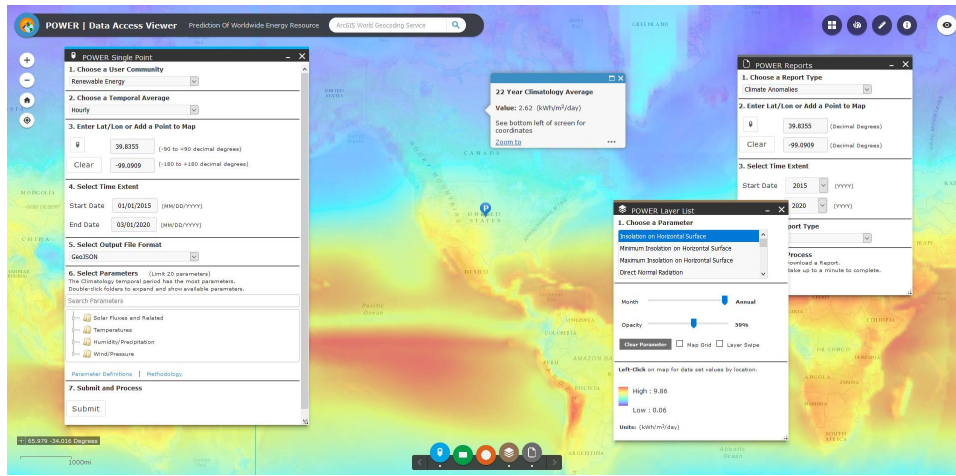 POWER | Data Access Viewer
Prediction Of Worldwide Energy Resource
ArcGIS World Geocoding Service
GREENLAND
POWER Single Point
1. Choose a User Community
Renewable Energy
2. Choose a Temporal Average
Hourly
3. Enter Lat/Lon or Add a Point to Map
39.8355
(-90 to +90 decimal degrees)
Clear
-99.0909
(-180 to +180 decimal degrees)
4. Select Time Extent
Start Date
01/01/2015
(MM/DD/YYYY)
End Date
03/01/2020
(MM/DD/YYYY)
5. Select Output File Format
GeoJSON
6. Select Parameters
(Limit 20 parameters)
The Climatology temporal period has the most parameters.
Double-click folders to expand and show available parameters.
Search Parameters
Solar Fluxes and Related
Temperatures
Humidity/Precipitation
Wind/Pressure
Parameter Definitions | Methodology
7. Submit and Process
Submit
+ 65.979 -34.016 Degrees
1000mi
22 Year Climatology Average
Value: 2.62 (kWh/m²/day)
See bottom left of screen for
coordinates
Zoom to
CANADA
UNITED
STATES
MEXICO
Pacific
Ocean
COLOMBIA
PERU
BOLIVIA
ARGENTINA
MONGOLIA
CHINA
POWER Reports
1. Choose a Report Type
Climate Anomalies
2. Enter Lat/Lon or Add a Point to Map
39.8355
(Decimal Degrees)
Clear
-99.0909
(Decimal Degrees)
3. Select Time Extent
Start Date
2015
(YYYY)
2020
(YYYY)
port Type
Process
ownload a Report.
take up to a minute to complete.
POWER Layer List
1. Choose a Parameter
Insolation on Horizontal Surface
Minimum Insolation on Horizontal Surface
Maximum Insolation on Horizontal Surface
Direct Normal Radiation
Month
Annual
Opacity
39%
Clear Parameter
Map Grid
Layer Swipe
Left-Click on map for data set values by location.
High : 9.86
Low : 0.06
Units: (kWh/m²/day)
ETHIOPIA
DR CONGO
TANZANIA
ANGOLA
NAMIBIA
SOUTH
AFRICA
Atlantic
Ocean